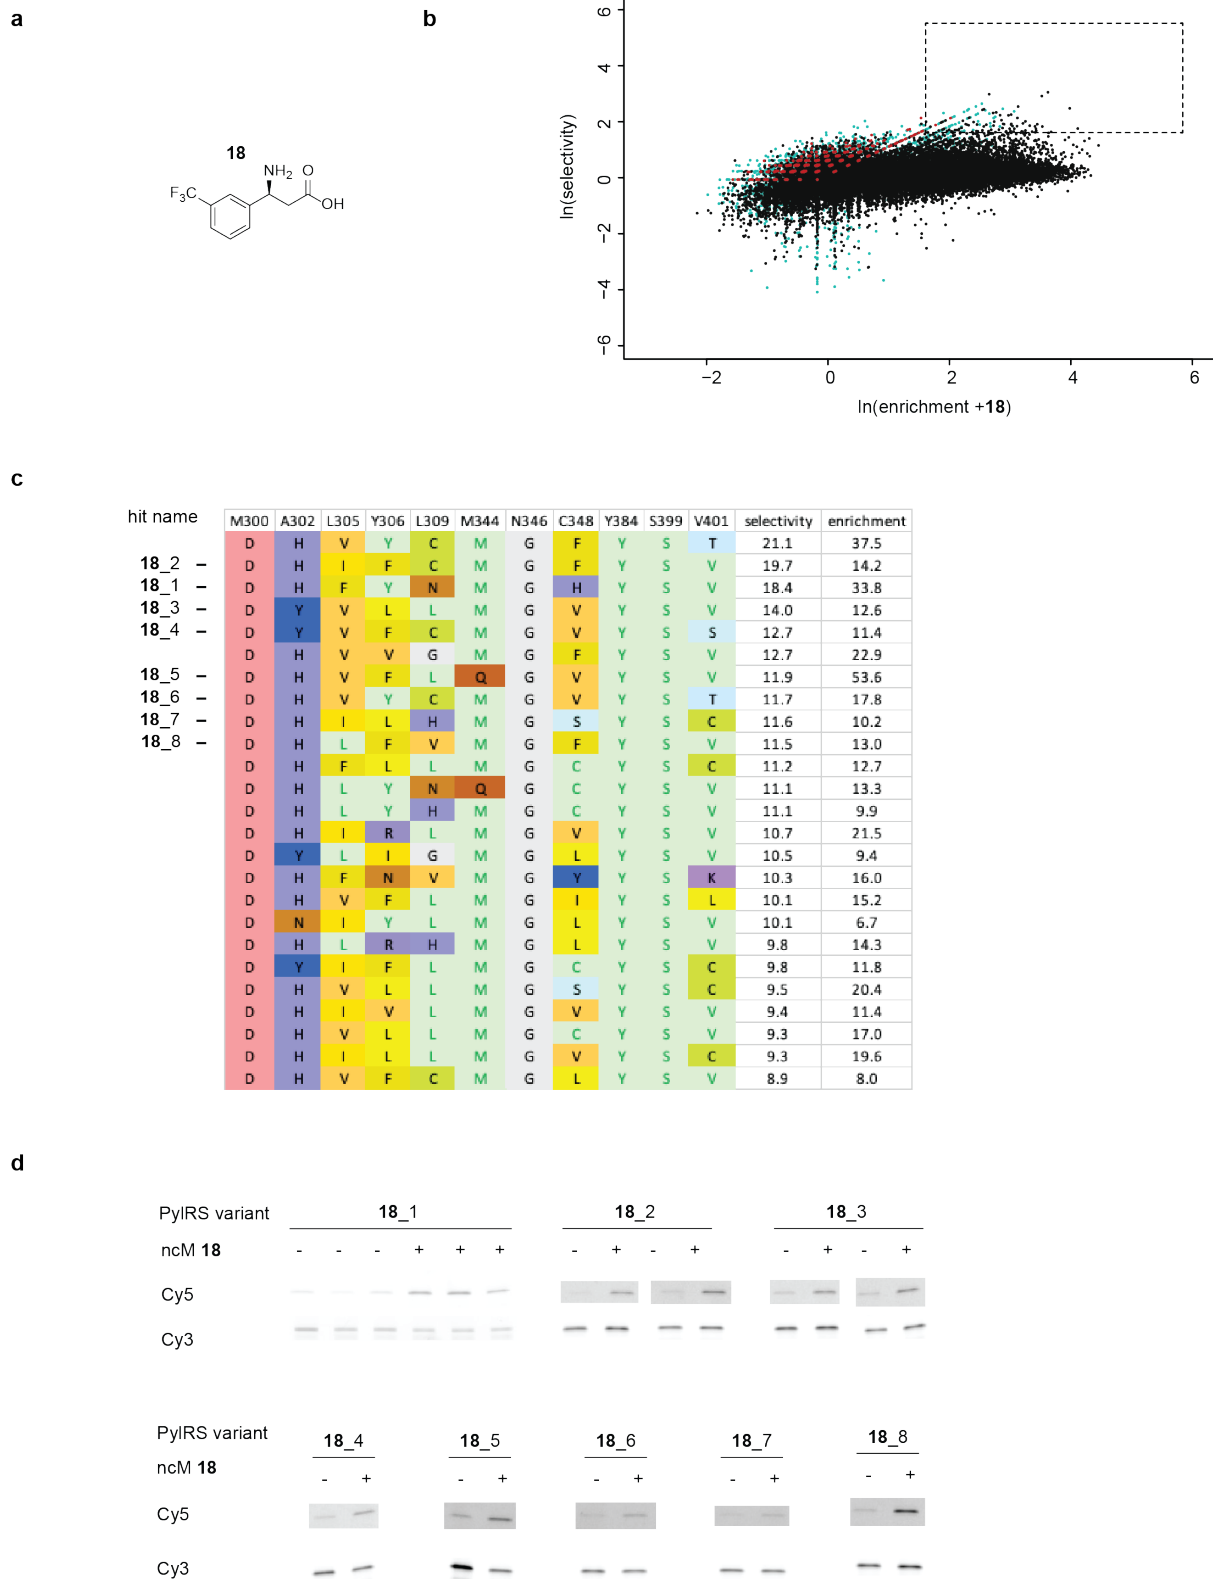 a
b
18
NH2 O
F3C
OH
ln(selectivity)
6
4
2
0
−2
−4
−6
−2 0 2 4 6
ln(enrichment +18)
c
hit name
M300 A302 L305 Y306 L309 M344 N346 C348 Y384 S399 V401 selectivity enrichment
D H V Y C M G F Y S T 21.1 37.5
18_2 – D H I F C M G F Y S V 19.7 14.2
18_1 – D H F Y N M G H Y S V 18.4 33.8
18_3 – D Y V L L M G V Y S V 14.0 12.6
18_4 – D Y V F C M G V Y S S 12.7 11.4
D H V V G M G F Y S V 12.7 22.9
18_5 – D H V F L Q G V Y S V 11.9 53.6
18_6 – D H V Y C M G V Y S T 11.7 17.8
18_7 – D H I L H M G S Y S C 11.6 10.2
18_8 – D H L F V M G F Y S V 11.5 13.0
D H F L L M G C Y S C 11.2 12.7
D H L Y N Q G C Y S V 11.1 13.3
D H L Y H M G C Y S V 11.1 9.9
D H I R L M G V Y S V 10.7 21.5
D Y L I G M G L Y S V 10.5 9.4
D H F N V M G Y Y S K 10.3 16.0
D H V F L M G I Y S L 10.1 15.2
D N I Y L M G L Y S V 10.1 6.7
D H L R H M G L Y S V 9.8 14.3
D Y I F L M G C Y S C 9.8 11.8
D H V L L M G S Y S C 9.5 20.4
D H I V L M G V Y S V 9.4 11.4
D H V L L M G C Y S V 9.3 17.0
D H I L L M G V Y S C 9.3 19.6
D H V F C M G L Y S V 8.9 8.0
d
PylRS variant 18_1 18_2 18_3
ncM 18 - - - + + + - + - + - + - +
Cy5
Cy3
PylRS variant 18_4 18_5 18_6 18_7 18_8
ncM 18 - + - + - + - + - +
Cy5
Cy3